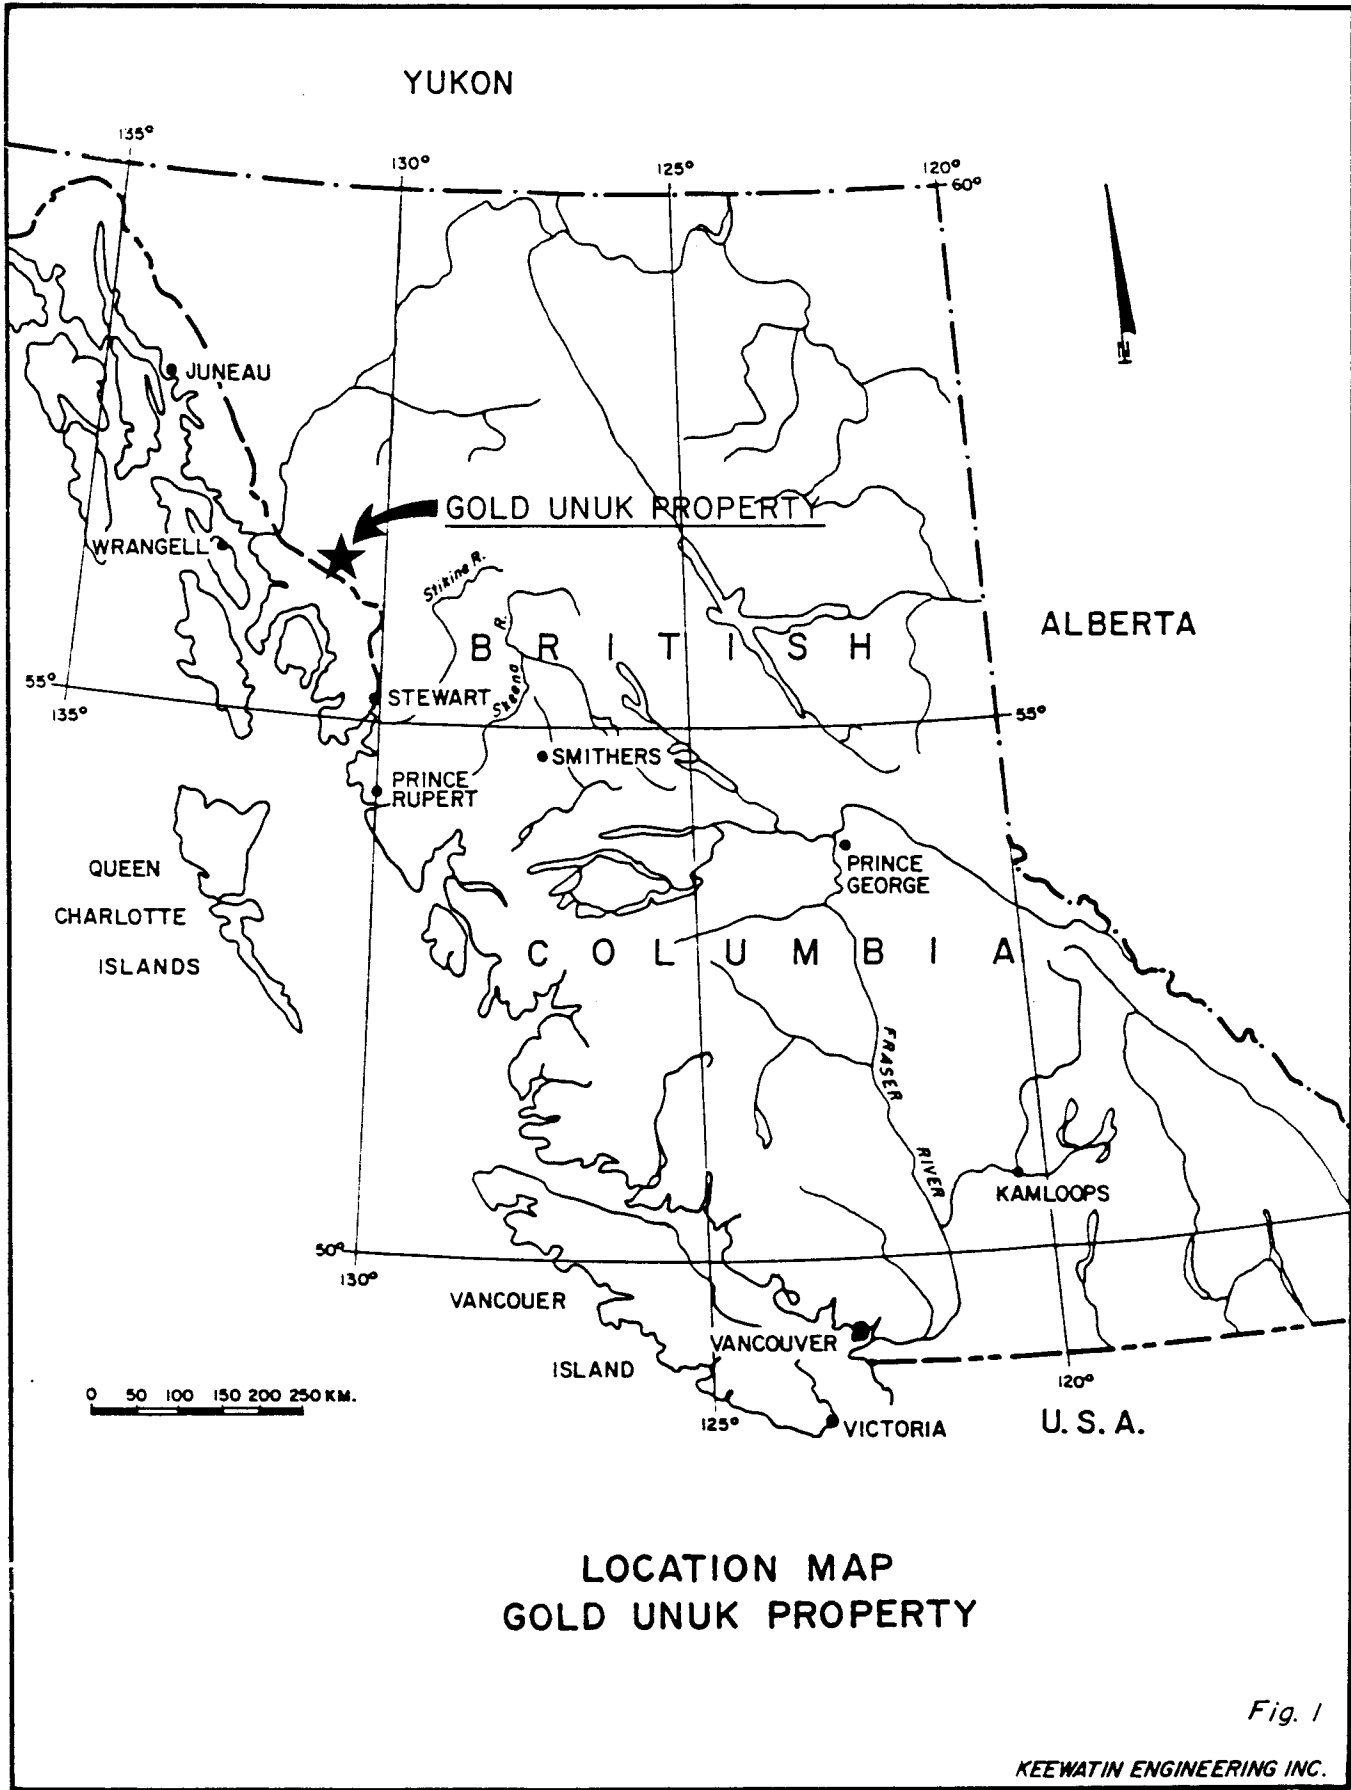 YUKON
135°
130°
125°
120°
60°
JUNEAU
N
GOLD UNUK PROPERTY
WRANGELL
Stikine R.
ALBERTA
BRITISH
Skeena R.
55°
135°
STEWART
55°
SMITHERS
PRINCE
RUPERT
PRINCE
GEORGE
QUEEN
CHARLOTTE
ISLANDS
COLUMBIA
FRASER
RIVER
KAMLOOPS
50°
130°
VANCOUER
ISLAND
VANCOUVER
120°
0 50 100 150 200 250 KM.
125°
VICTORIA
U.S.A.
LOCATION MAP
GOLD UNUK PROPERTY
Fig. 1
KEEWATIN ENGINEERING INC.